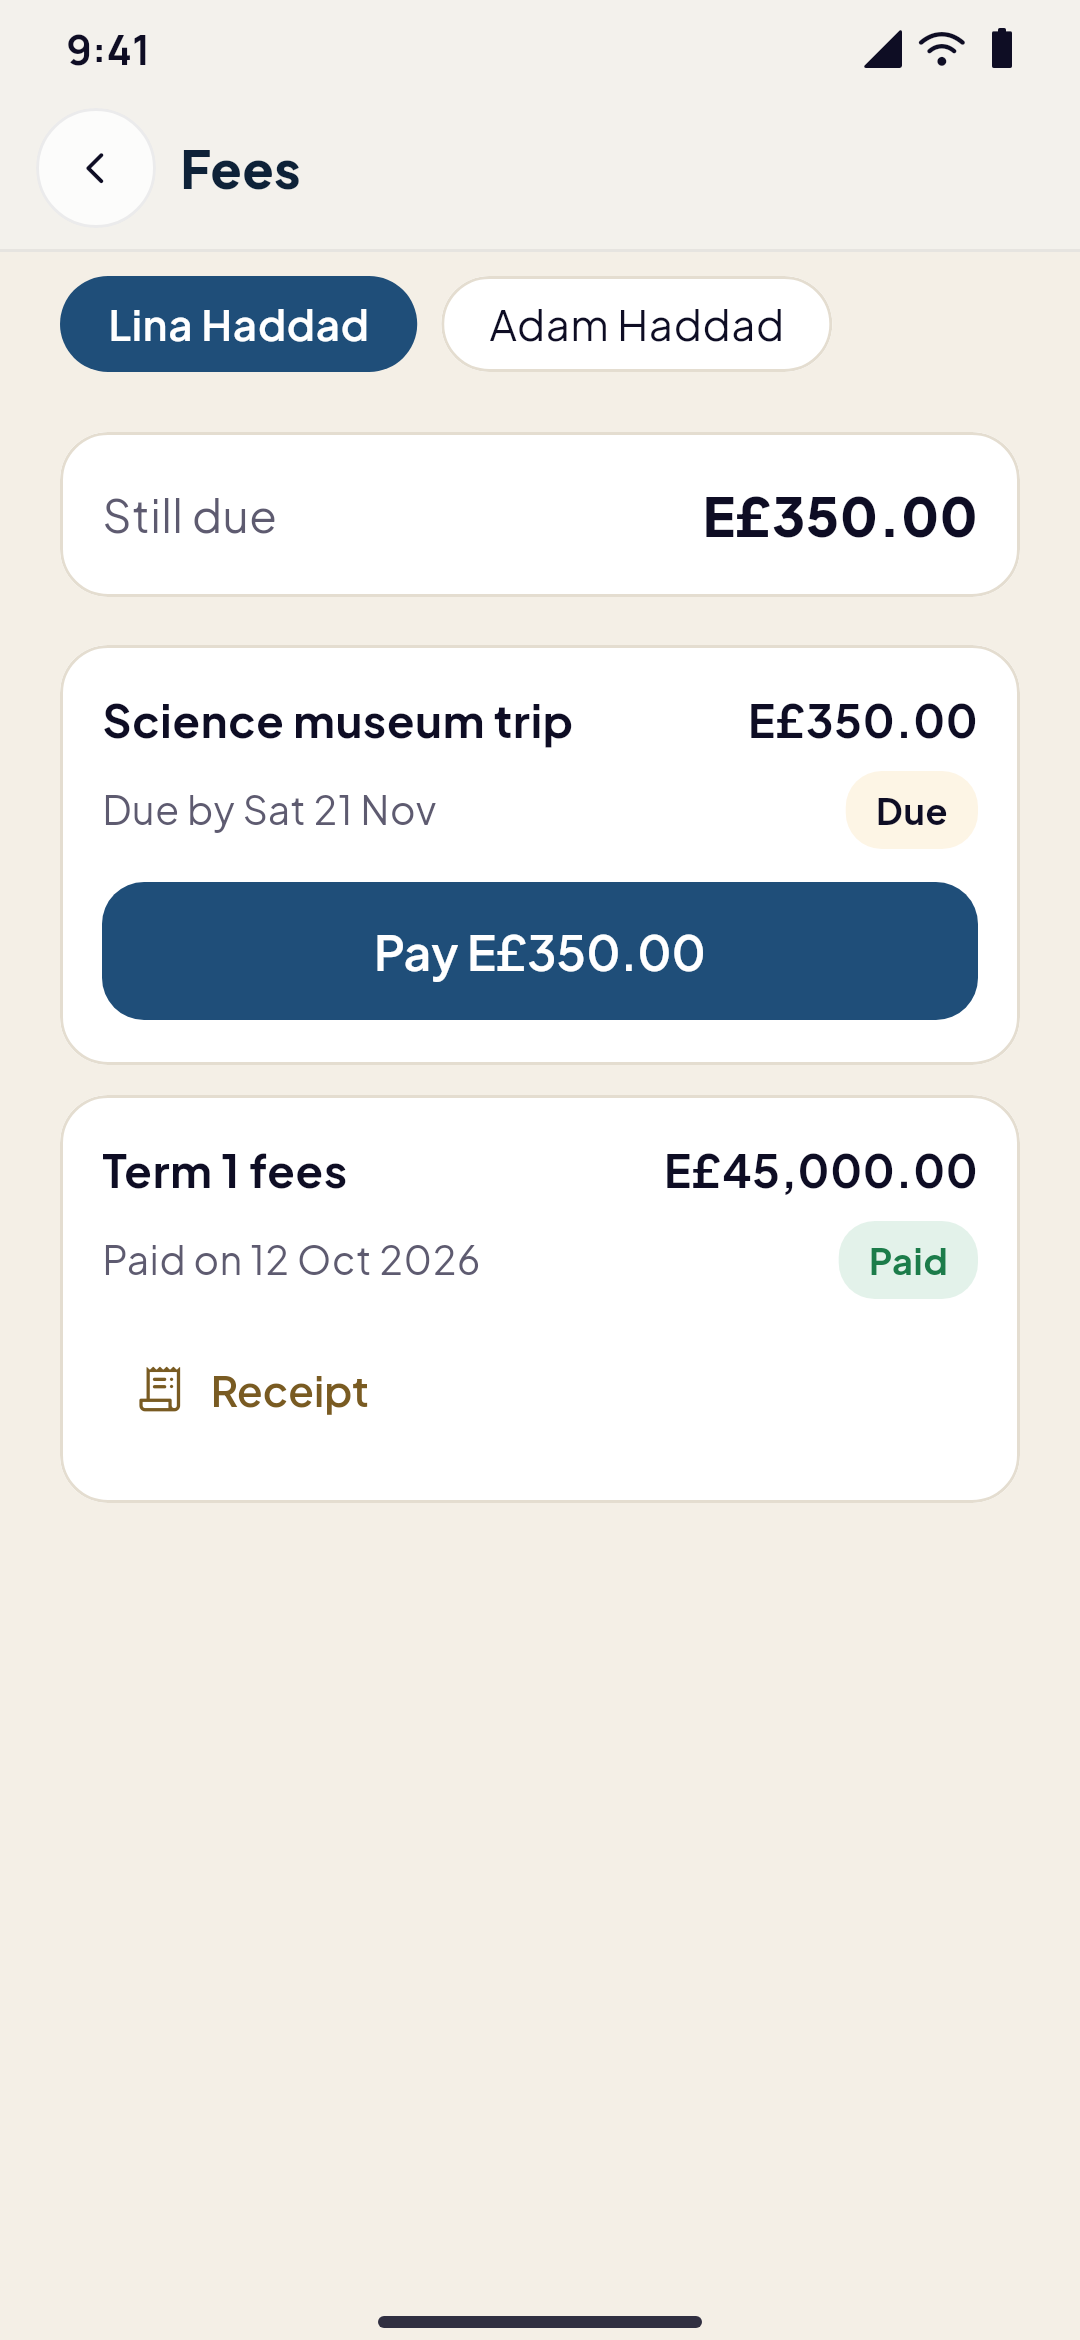 9:41
Fees
Lina Haddad
Adam Haddad
Still due
E£350.00
Science museum trip
E£350.00
Due by Sat 21 Nov
Due
Pay E£350.00
Term 1 fees
E£45,000.00
Paid on 12 Oct 2026
Paid
Receipt